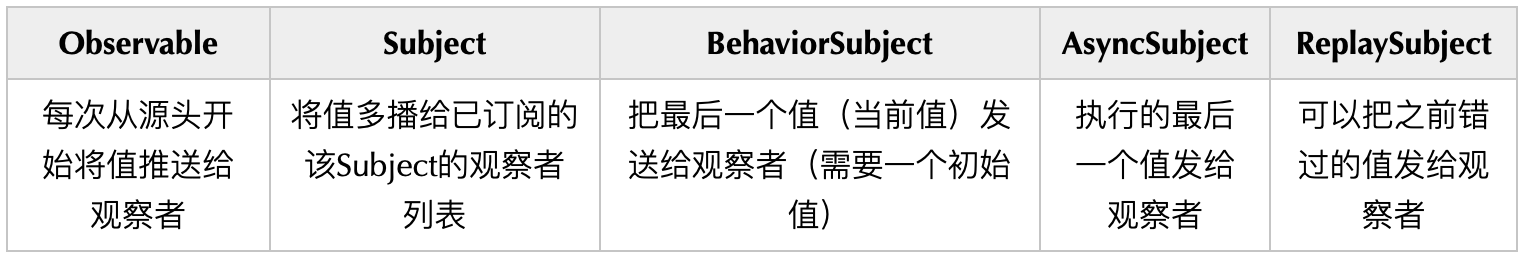 Observable
Subject
BehaviorSubject
AsyncSubject
ReplaySubject
每次从源头开
始将值推送给
观察者
将值多播给已订阅的
该Subject的观察者
列表
把最后一个值（当前值）发
送给观察者（需要一个初始
值）
执行的最后
一个值发给
观察者
可以把之前错
过的值发给观
察者